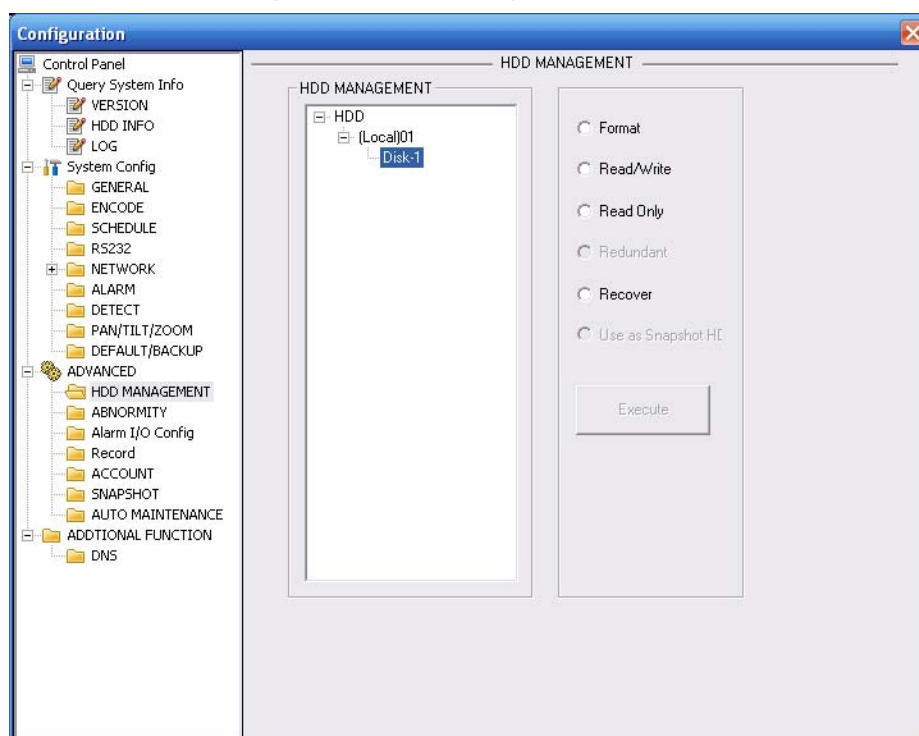 Configuration
Control Panel
Query System Info
VERSION
HDD INFO
LOG
System Config
GENERAL
ENCODE
SCHEDULE
RS232
NETWORK
ALARM
DETECT
PAN/TILT/ZOOM
DEFAULT/BACKUP
ADVANCED
HDD MANAGEMENT
ABNORMITY
Alarm I/O Config
Record
ACCOUNT
SNAPSHOT
AUTO MAINTENANCE
ADDTIONAL FUNCTION
DNS
HDD MANAGEMENT
HDD MANAGEMENT
HDD
(Local)01
Disk-1
Format
Read/Write
Read Only
Redundant
Recover
Use as Snapshot
Execute